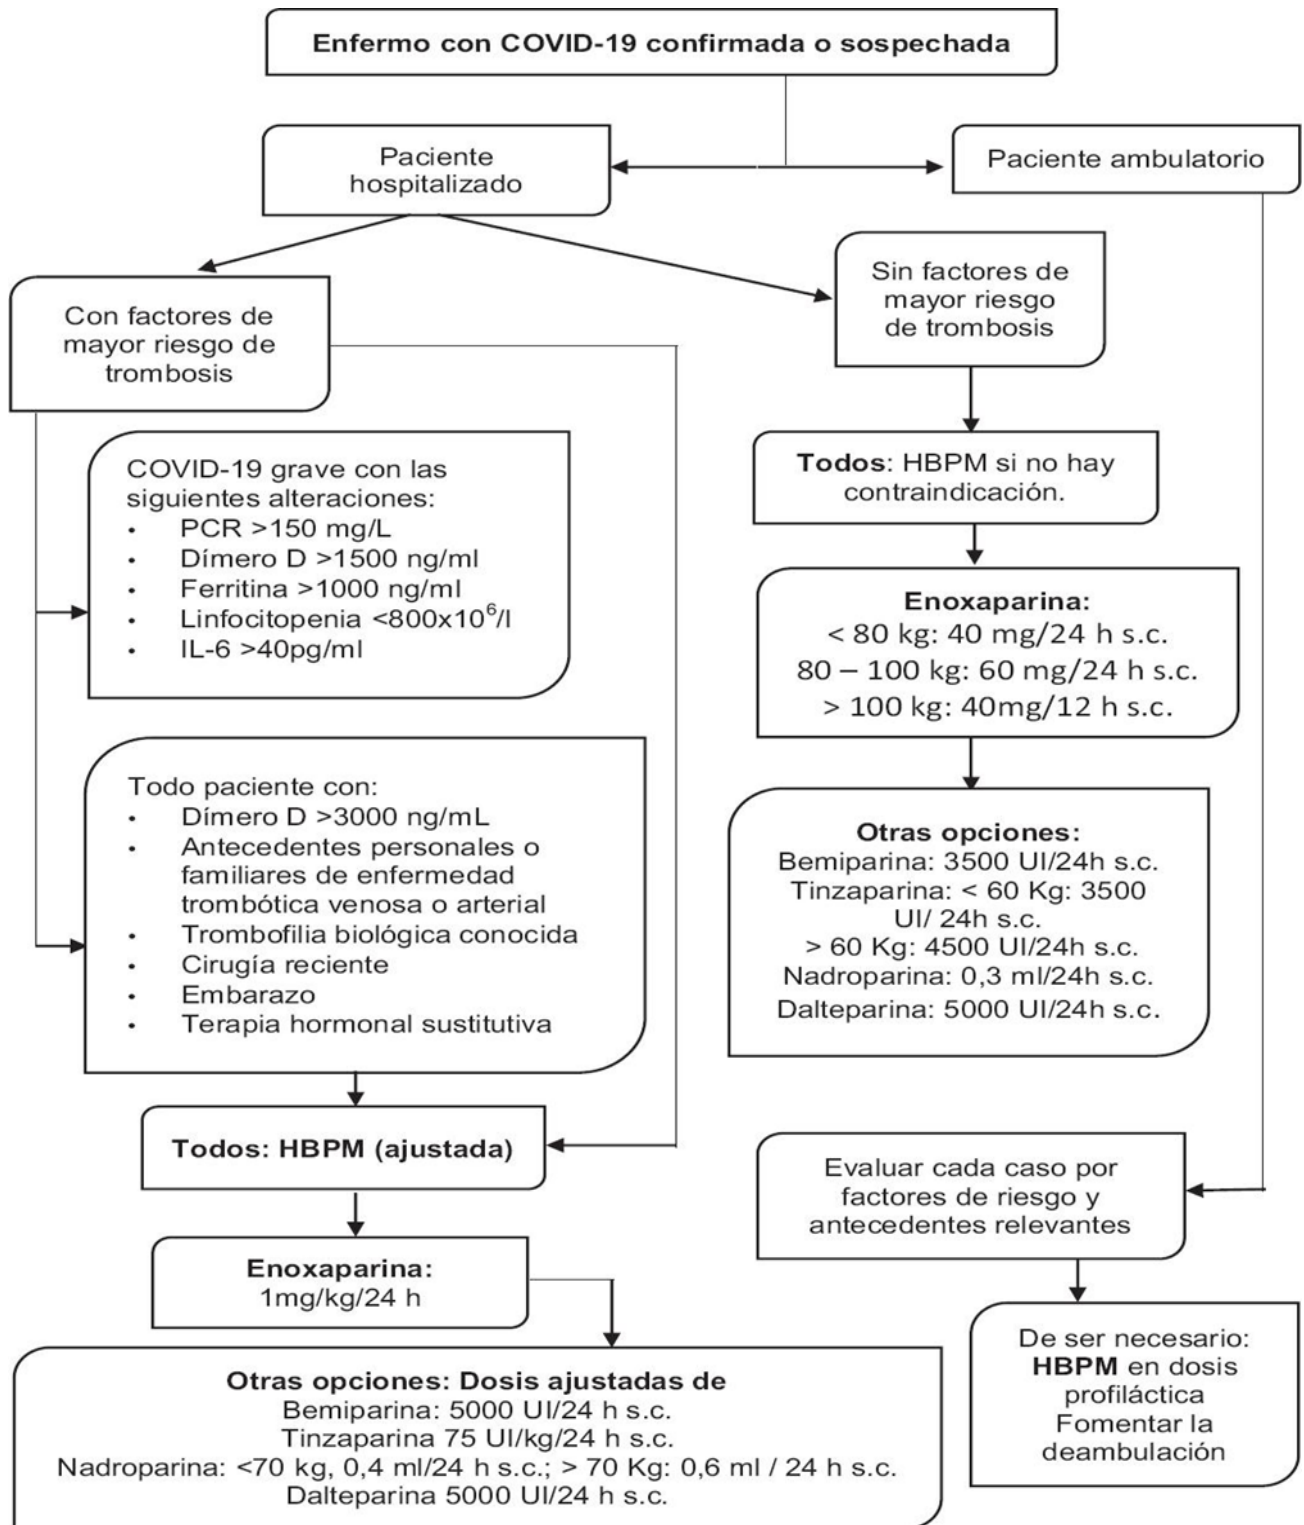 Enfermo con COVID-19 confirmada o sospechada
Paciente
hospitalizado
Paciente ambulatorio
Con factores de
mayor riesgo de
trombosis
Sin factores de
mayor riesgo
de trombosis
COVID-19 grave con las
siguientes alteraciones:
• PCR >150 mg/L
• Dímero D >1500 ng/ml
• Ferritina >1000 ng/ml
• Linfocitopenia <800x10⁶/l
• IL-6 >40pg/ml
Todo paciente con:
• Dímero D >3000 ng/mL
• Antecedentes personales o
familiares de enfermedad
trombótica venosa o arterial
• Trombofilia biológica conocida
• Cirugía reciente
• Embarazo
• Terapia hormonal sustitutiva
Todos: HBPM (ajustada)
Enoxaparina:
1mg/kg/24 h
Otras opciones: Dosis ajustadas de
Bemiparina: 5000 UI/24 h s.c.
Tinzaparina 75 UI/kg/24 h s.c.
Nadroparina: <70 kg, 0,4 ml/24 h s.c.; > 70 Kg: 0,6 ml / 24 h s.c.
Dalteparina 5000 UI/24 h s.c.
Todos: HBPM si no hay
contraindicación.
Enoxaparina:
< 80 kg: 40 mg/24 h s.c.
80 – 100 kg: 60 mg/24 h s.c.
> 100 kg: 40mg/12 h s.c.
Otras opciones:
Bemiparina: 3500 UI/24h s.c.
Tinzaparina: < 60 Kg: 3500
UI/ 24h s.c.
> 60 Kg: 4500 UI/24h s.c.
Nadroparina: 0,3 ml/24h s.c.
Dalteparina: 5000 UI/24h s.c.
Evaluar cada caso por
factores de riesgo y
antecedentes relevantes
De ser necesario:
HBPM en dosis
profiláctica
Fomentar la
deambulación